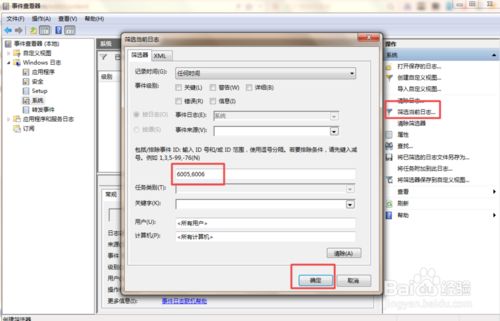 事件查看器
文件(F) 操作(A) 查看(V) 帮助(H)
事件查看器 (本地)
自定义视图
Windows 日志
应用程序
安全
Setup
系统
转发事件
应用程序和服务日志
订阅
系统
级别
常规
日志
来源
事件
级别
用户
操作
更多信息(I): 事件日志联机帮助
筛选当前日志
筛选器 XML
记录时间(G): 任何时间
事件级别: 关键(L) 警告(W) 详细(B)
错误(R) 信息(I)
按日志(O) 事件日志(E): 系统
按源(S) 事件来源(V):
包括/排除事件 ID: 输入 ID 号和/或 ID 范围，使用逗号分隔。若要排除条件，请先键入减
号。例如 1,3,5-99,-76(N)
6005,6006
任务类别(T):
关键字(K):
用户(U): <所有用户>
计算机(P): <所有计算机>
清除(A)
确定 取消
操作
系统
打开保存的日志...
创建自定义视图...
导入自定义视图...
清除日志...
筛选当前日志...
清除筛选器
属性
查找...
将已筛选的日志文件另存为...
将任务附加到此日志...
将筛选器保存到自定义视图...
查看
刷新
帮助
Baidu 经验
jingyan.baidu.com
创建筛选器